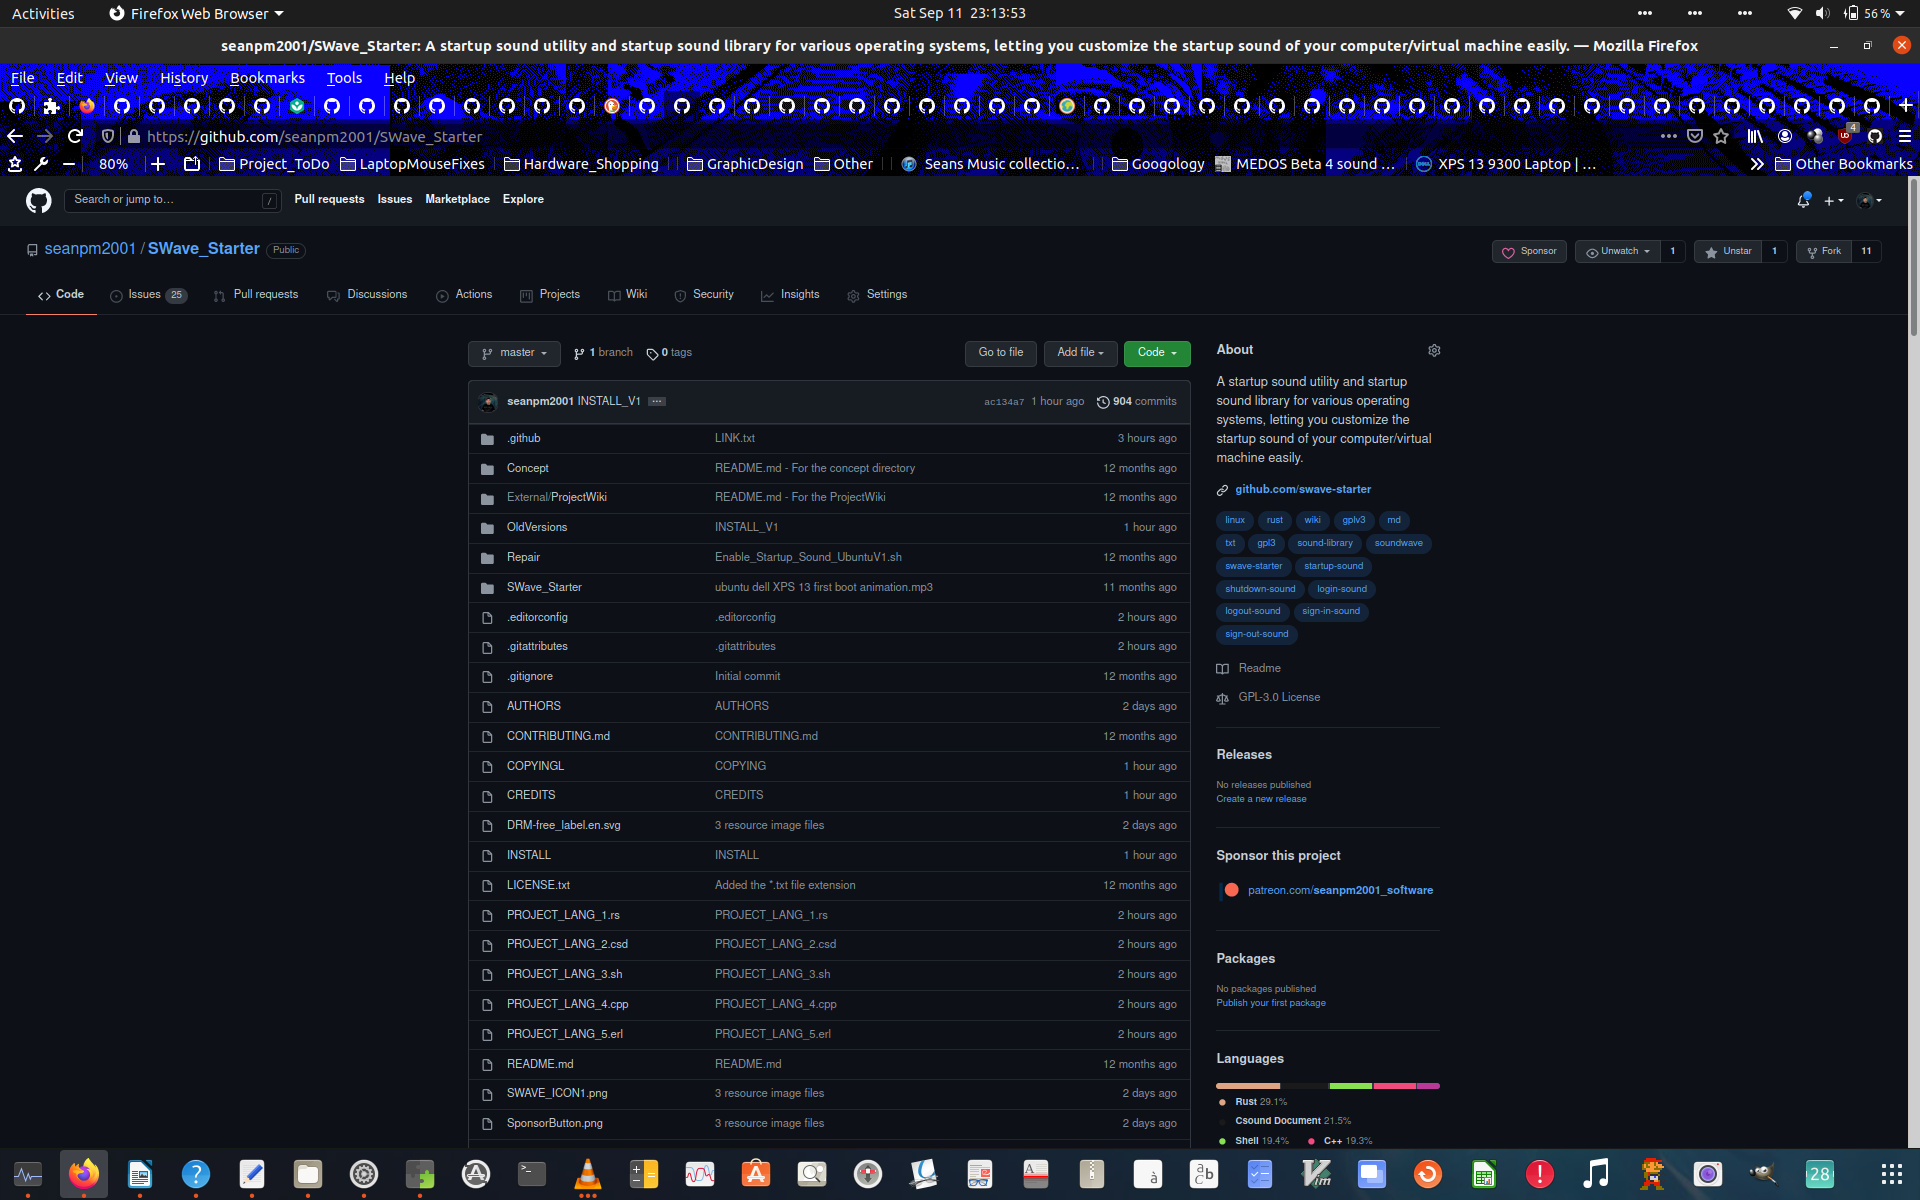 Activities
Firefox Web Browser
Sat Sep 11 23:13:53
56 %
seanpm2001/SWave_Starter: A startup sound utility and startup sound library for various operating systems, letting you customize the startup sound of your computer/virtual machine easily. — Mozilla Firefox
File Edit View History Bookmarks Tools Help
https://github.com/seanpm2001/SWave_Starter
4
80%
Project_ToDo
LaptopMouseFixes
Hardware_Shopping
GraphicDesign
Other
Seans Music collectio…
Googology
MEDOS Beta 4 sound …
XPS 13 9300 Laptop | …
Other Bookmarks
Search or jump to…
/
Pull requests Issues Marketplace Explore
seanpm2001 / SWave_Starter
Public
Sponsor
Unwatch 1
Unstar 1
Fork 11
Code
Issues 25
Pull requests
Discussions
Actions
Projects
Wiki
Security
Insights
Settings
master
1 branch
0 tags
Go to file
Add file
Code
seanpm2001 INSTALL_V1 ac134a7 1 hour ago 904 commits
.github LINK.txt 3 hours ago
Concept README.md - For the concept directory 12 months ago
External/ProjectWiki README.md - For the ProjectWiki 12 months ago
OldVersions INSTALL_V1 1 hour ago
Repair Enable_Startup_Sound_UbuntuV1.sh 12 months ago
SWave_Starter ubuntu dell XPS 13 first boot animation.mp3 11 months ago
.editorconfig .editorconfig 2 hours ago
.gitattributes .gitattributes 2 hours ago
.gitignore Initial commit 12 months ago
AUTHORS AUTHORS 2 days ago
CONTRIBUTING.md CONTRIBUTING.md 12 months ago
COPYINGL COPYING 1 hour ago
CREDITS CREDITS 1 hour ago
DRM-free_label.en.svg 3 resource image files 2 days ago
INSTALL INSTALL 1 hour ago
LICENSE.txt Added the *.txt file extension 12 months ago
PROJECT_LANG_1.rs PROJECT_LANG_1.rs 2 hours ago
PROJECT_LANG_2.csd PROJECT_LANG_2.csd 2 hours ago
PROJECT_LANG_3.sh PROJECT_LANG_3.sh 2 hours ago
PROJECT_LANG_4.cpp PROJECT_LANG_4.cpp 2 hours ago
PROJECT_LANG_5.erl PROJECT_LANG_5.erl 2 hours ago
README.md README.md 12 months ago
SWAVE_ICON1.png 3 resource image files 2 days ago
SponsorButton.png 3 resource image files 2 days ago
About
A startup sound utility and startup
sound library for various operating
systems, letting you customize the
startup sound of your computer/virtual
machine easily.
github.com/swave-starter
linux rust wiki gplv3 md
txt gpl3 sound-library soundwave
swave-starter startup-sound
shutdown-sound login-sound
logout-sound sign-in-sound
sign-out-sound
Readme
GPL-3.0 License
Releases
No releases published
Create a new release
Sponsor this project
patreon.com/seanpm2001_software
Packages
No packages published
Publish your first package
Languages
Rust 29.1%
Csound Document 21.5%
Shell 19.4% C++ 19.3%
28